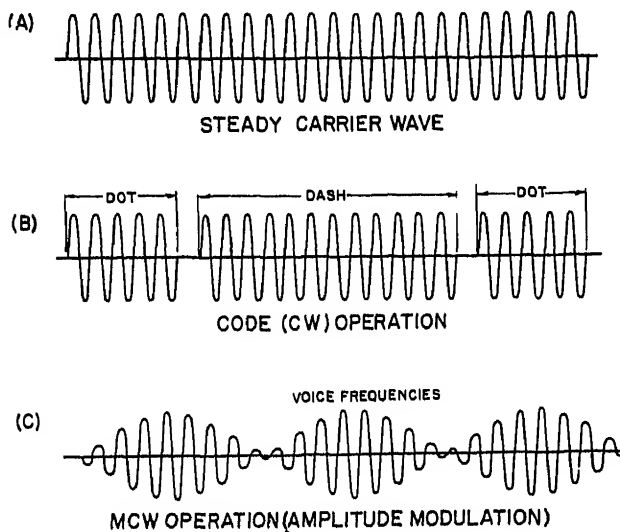 (A)
STEADY CARRIER WAVE
DOT DASH DOT
(B)
CODE (CW) OPERATION
VOICE FREQUENCIES
(C)
MCW OPERATION(AMPLITUDE MODULATION)